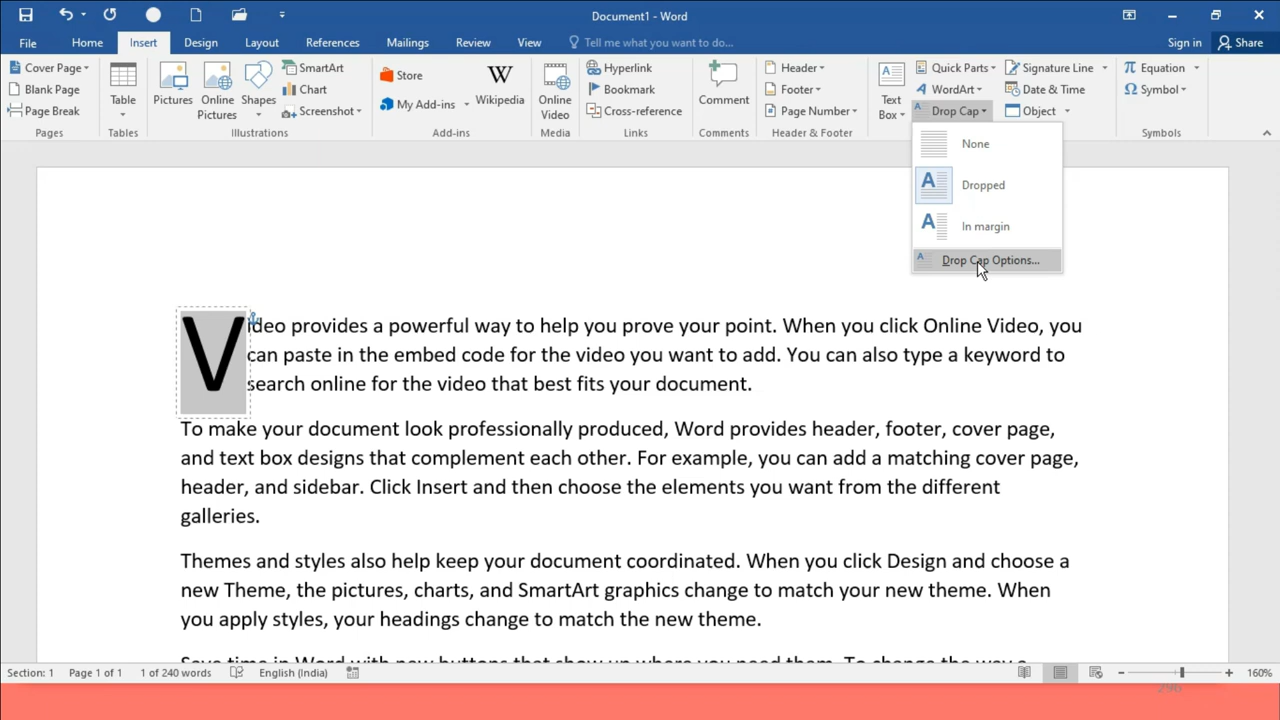 Document1 - Word
File Home Insert Design Layout References Mailings Review View Tell me what you want to do... Sign in Share
Cover Page
Blank Page
Page Break
Pages
Table
Tables
Pictures
Online Pictures
Shapes
SmartArt
Chart
Screenshot
Illustrations
Store
My Add-ins
W
Wikipedia
Add-ins
Online Video
Media
Hyperlink
Bookmark
Cross-reference
Links
Comment
Comments
Header
Footer
Page Number
Header & Footer
A
Text Box
Quick Parts
WordArt
Drop Cap
Signature Line
Date & Time
Object
Equation
Symbol
Symbols
None
Dropped
In margin
Drop Cap Options...
Video provides a powerful way to help you prove your point. When you click Online Video, you
can paste in the embed code for the video you want to add. You can also type a keyword to
search online for the video that best fits your document.
To make your document look professionally produced, Word provides header, footer, cover page,
and text box designs that complement each other. For example, you can add a matching cover page,
header, and sidebar. Click Insert and then choose the elements you want from the different
galleries.
Themes and styles also help keep your document coordinated. When you click Design and choose a
new Theme, the pictures, charts, and SmartArt graphics change to match your new theme. When
you apply styles, your headings change to match the new theme.
Save time in Word with new buttons that show up where you need them. To change the way a
Section: 1 Page 1 of 1 1 of 240 words English (India) 160%
296